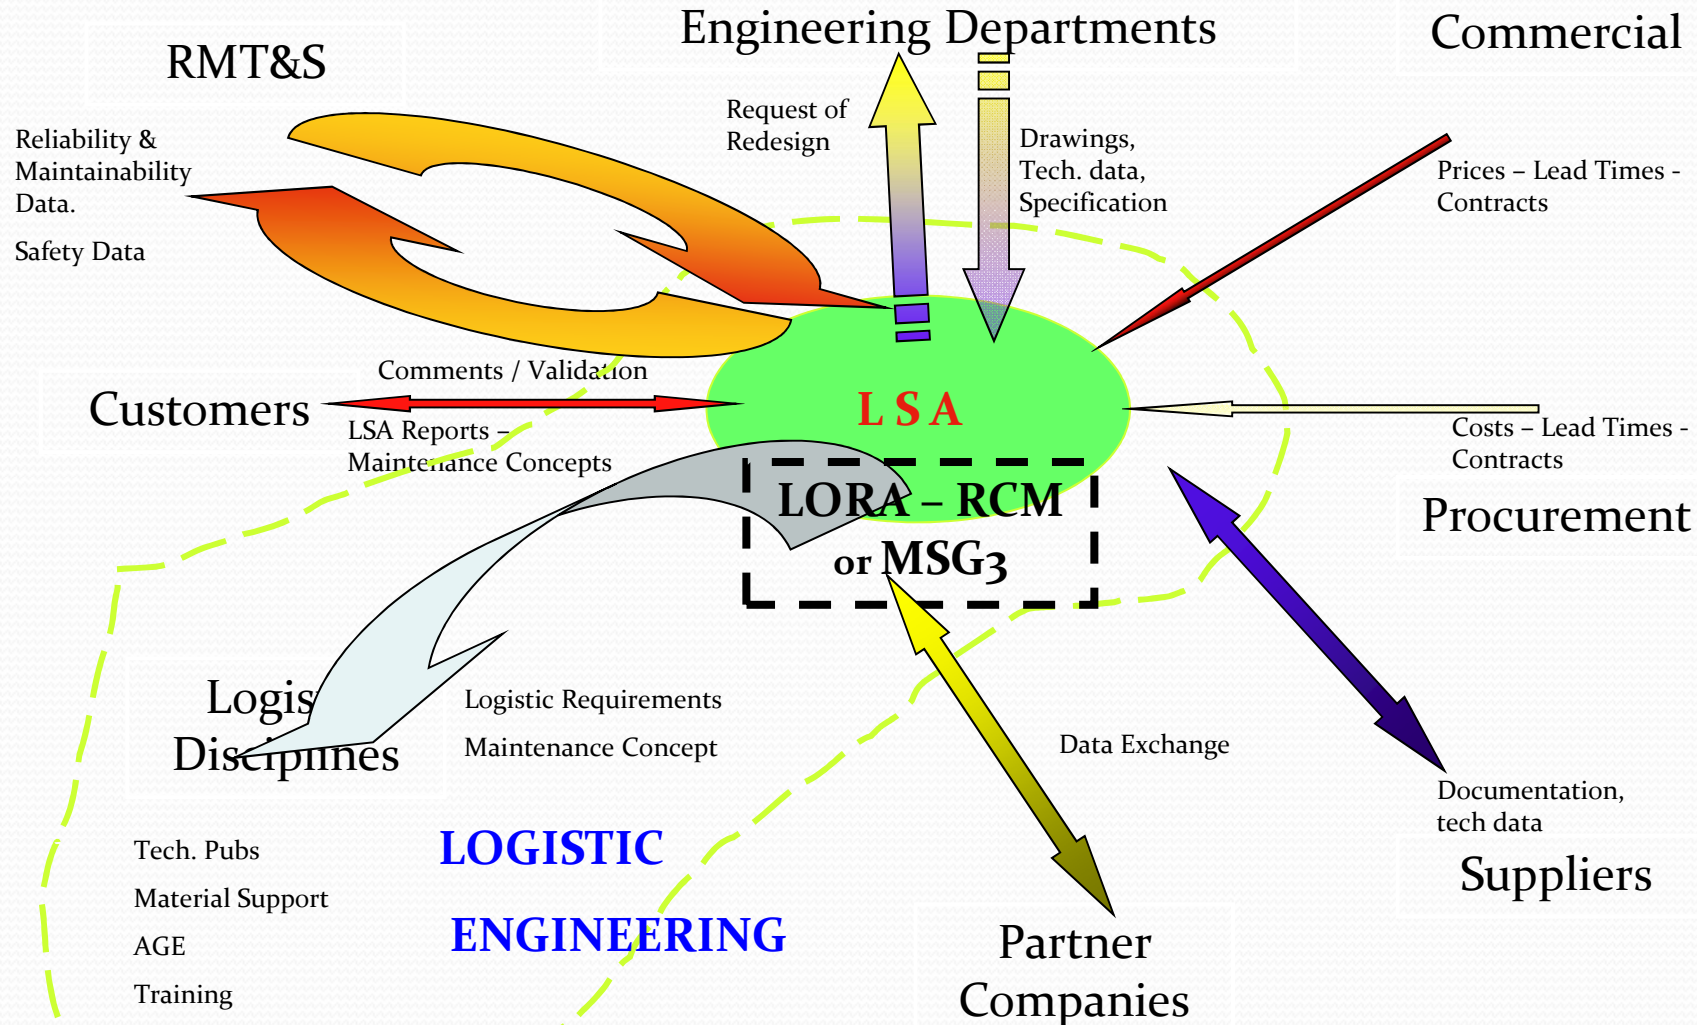 Engineering Departments
Commercial
RMT&S
Request of
Redesign
Drawings,
Tech. data,
Specification
Reliability &
Maintainability
Data.
Safety Data
Prices – Lead Times -
Contracts
Comments / Validation
Customers
L S A
LSA Reports –
Maintenance Concepts
Costs – Lead Times -
Contracts
Procurement
LORA – RCM
or MSG3
Logis
Disciplines
Logistic Requirements
Maintenance Concept
Data Exchange
Documentation,
tech data
Suppliers
Tech. Pubs
Material Support
AGE
Training
LOGISTIC
ENGINEERING
Partner
Companies